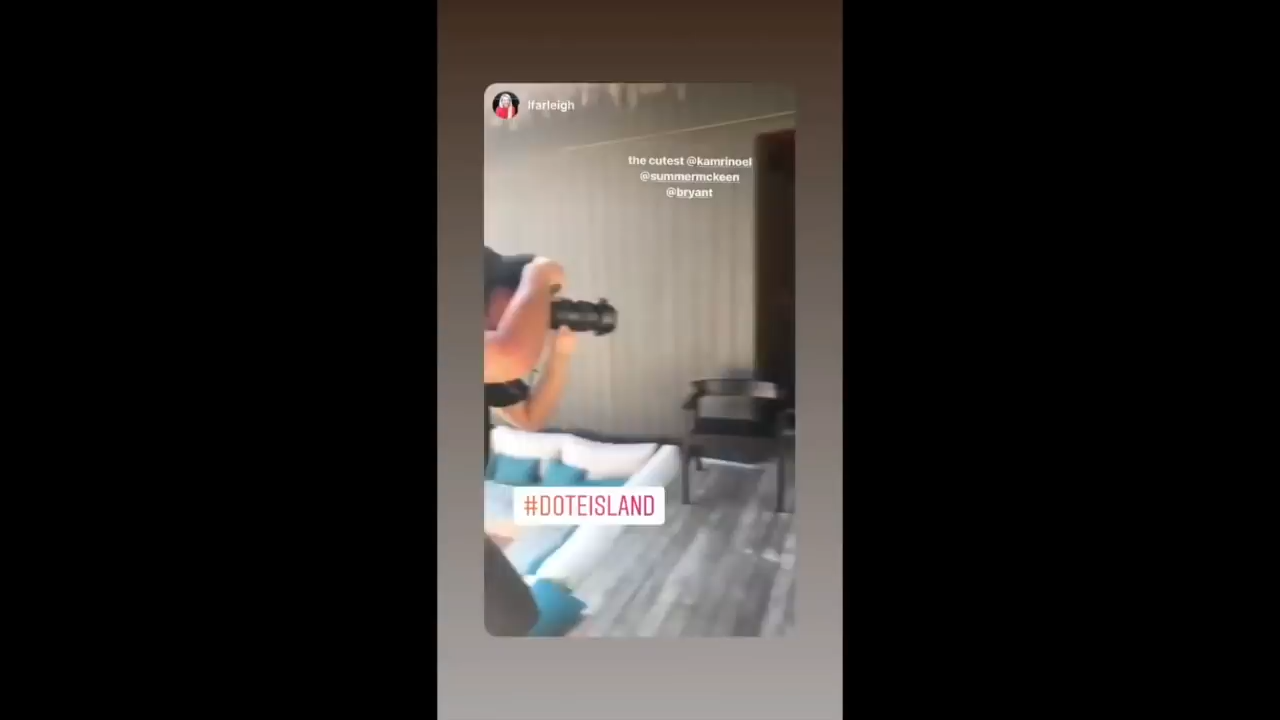 lfarleigh
the cutest @kamrinoel
@summermckeen
@bryant
#DOTEISLAND